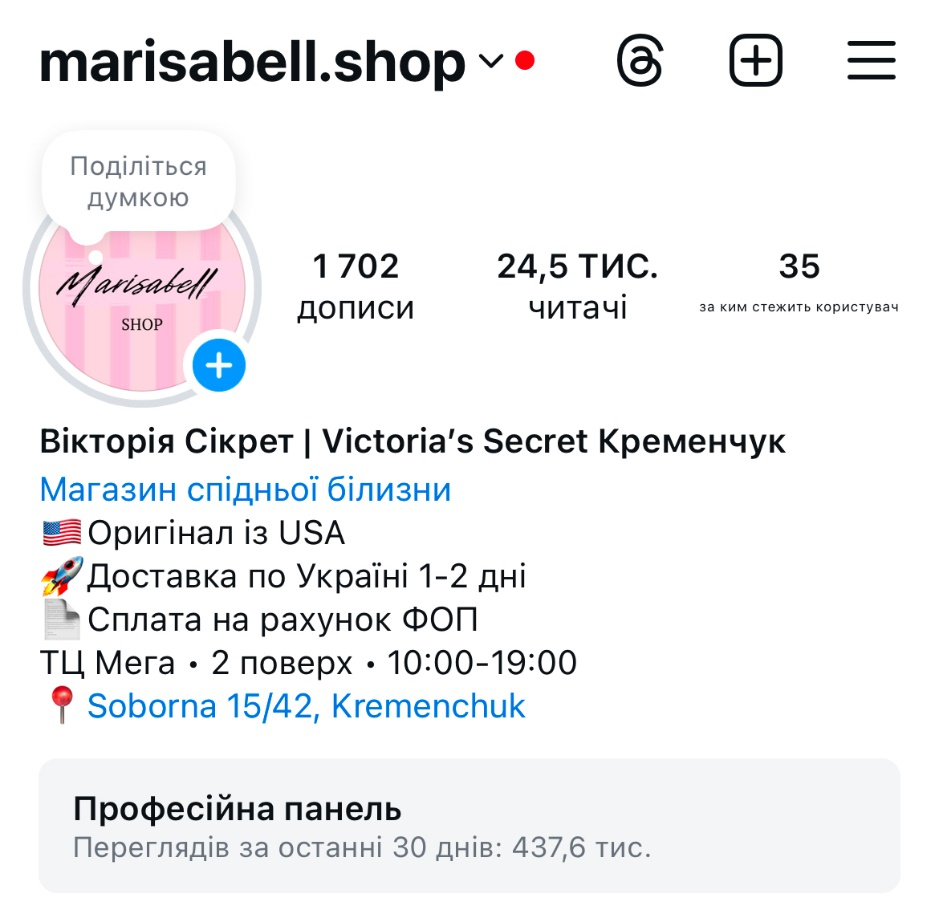 marisabell.shop
Поділіться
думкою
Marisabell
SHOP
1 702
дописи
24,5 ТИС.
читачі
35
за ким стежить користувач
Вікторія Сікрет | Victoria’s Secret Кременчук
Магазин спідньої білизни
🇺🇸Оригінал із USA
🚀Доставка по Україні 1-2 дні
📄Сплата на рахунок ФОП
ТЦ Мега • 2 поверх • 10:00-19:00
📍Soborna 15/42, Kremenchuk
Професійна панель
Переглядів за останні 30 днів: 437,6 тис.